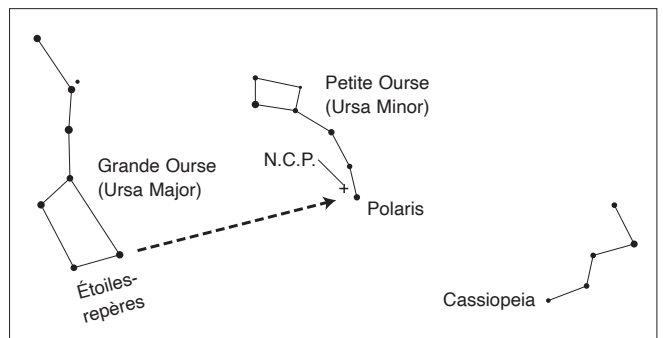 Petite Ourse
(Ursa Minor)
N.C.P.
Grande Ourse
(Ursa Major)
Polaris
Étoiles-
repères
Cassiopeia